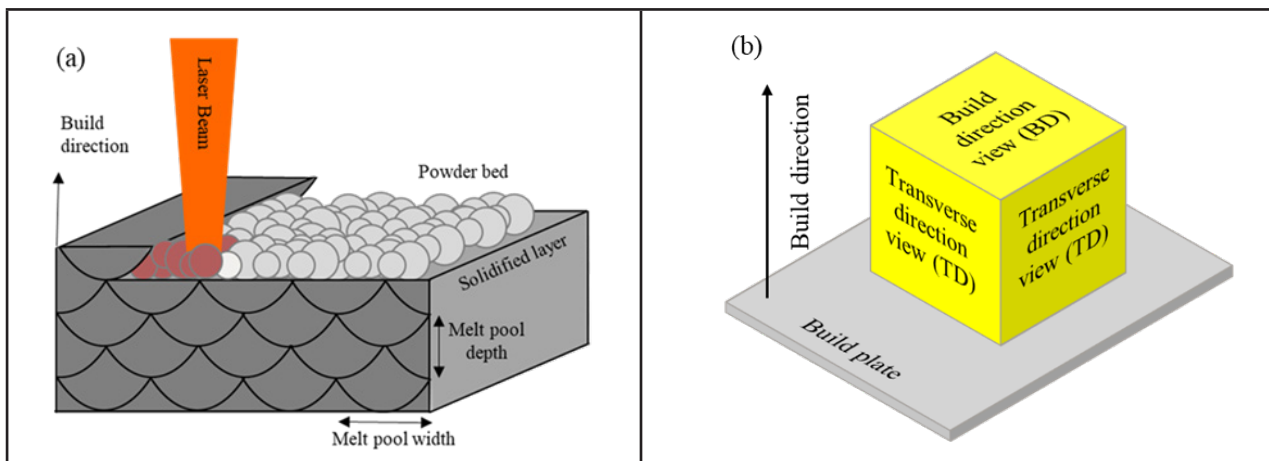 (a)
Laser Beam
Build
direction
Powder bed
Solidified layer
Melt pool
depth
Melt pool width
(b)
Build direction
Build
direction
view (BD)
Transverse
direction
view (TD)
Transverse
direction
view (TD)
Build plate